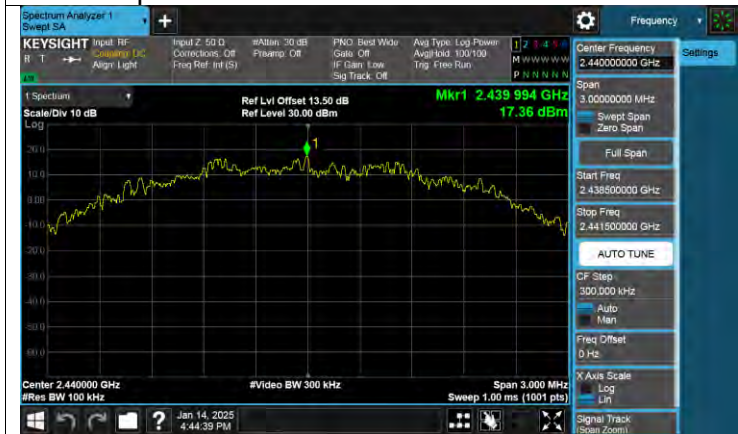 Spectrum Analyzer 1
Swept SA
+
Frequency
KEYSIGHT
R T
Input: RF
Coupling: DC
Align: Light
Input Z: 50 Ω
Corrections: Off
Freq Ref: Int (S)
#Atten: 30 dB
Preamp: Off
PNO: Best Wide
Gate: Off
IF Gain: Low
Sig Track: Off
Avg Type: Log-Power
Avg|Hold: 100/100
Trig: Free Run
1 2 3 4 5 6
M W W W W W
P N N N N N
1 Spectrum
Scale/Div 10 dB
Log
Ref Lvl Offset 13.50 dB
Ref Level 30.00 dBm
Mkr1 2.439 994 GHz
17.36 dBm
1
20.0
10.0
0.00
-10.0
-20.0
-30.0
-40.0
-50.0
-60.0
Center 2.440000 GHz
#Res BW 100 kHz
#Video BW 300 kHz
Span 3.000 MHz
Sweep 1.00 ms (1001 pts)
?
Jan 14, 2025
4:44:39 PM
Center Frequency
2.440000000 GHz
Span
3.00000000 MHz
Swept Span
Zero Span
Full Span
Start Freq
2.438500000 GHz
Stop Freq
2.441500000 GHz
AUTO TUNE
CF Step
300.000 kHz
Auto
Man
Freq Offset
0 Hz
X Axis Scale
Log
Lin
Signal Track
(Span Zoom)
Settings